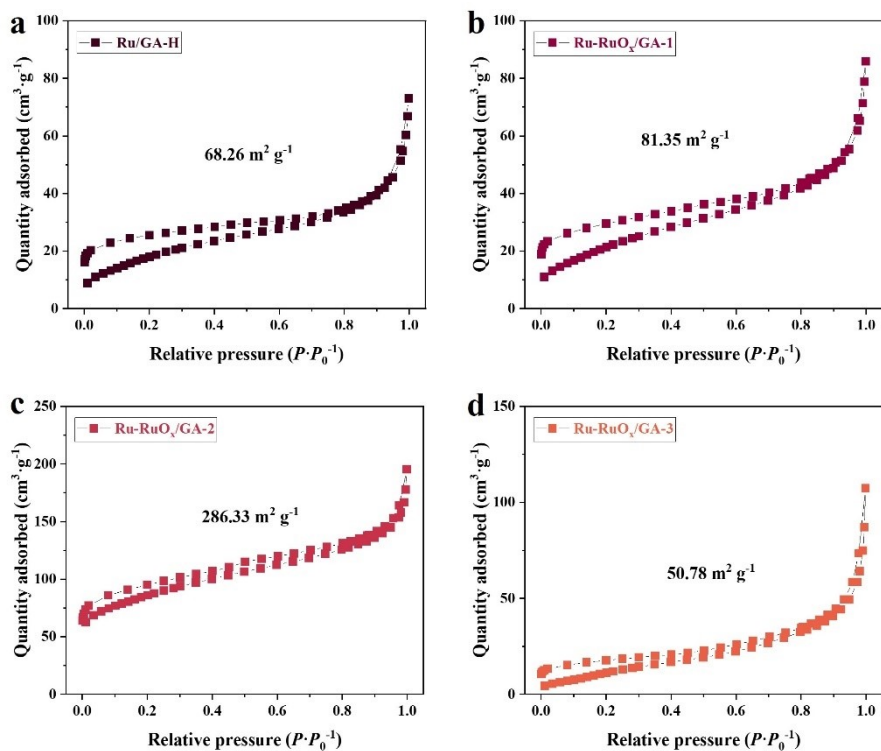 a
Ru/GA-H
68.26 m² g⁻¹
Quantity adsorbed (cm³·g⁻¹)
100
80
60
40
20
0
0.0 0.2 0.4 0.6 0.8 1.0
Relative pressure (P·P₀⁻¹)
b
Ru-RuOₓ/GA-1
81.35 m² g⁻¹
Quantity adsorbed (cm³·g⁻¹)
100
80
60
40
20
0
0.0 0.2 0.4 0.6 0.8 1.0
Relative pressure (P·P₀⁻¹)
c
Ru-RuOₓ/GA-2
286.33 m² g⁻¹
Quantity adsorbed (cm³·g⁻¹)
250
200
150
100
50
0
0.0 0.2 0.4 0.6 0.8 1.0
Relative pressure (P·P₀⁻¹)
d
Ru-RuOₓ/GA-3
50.78 m² g⁻¹
Quantity adsorbed (cm³·g⁻¹)
150
100
50
0
0.0 0.2 0.4 0.6 0.8 1.0
Relative pressure (P·P₀⁻¹)